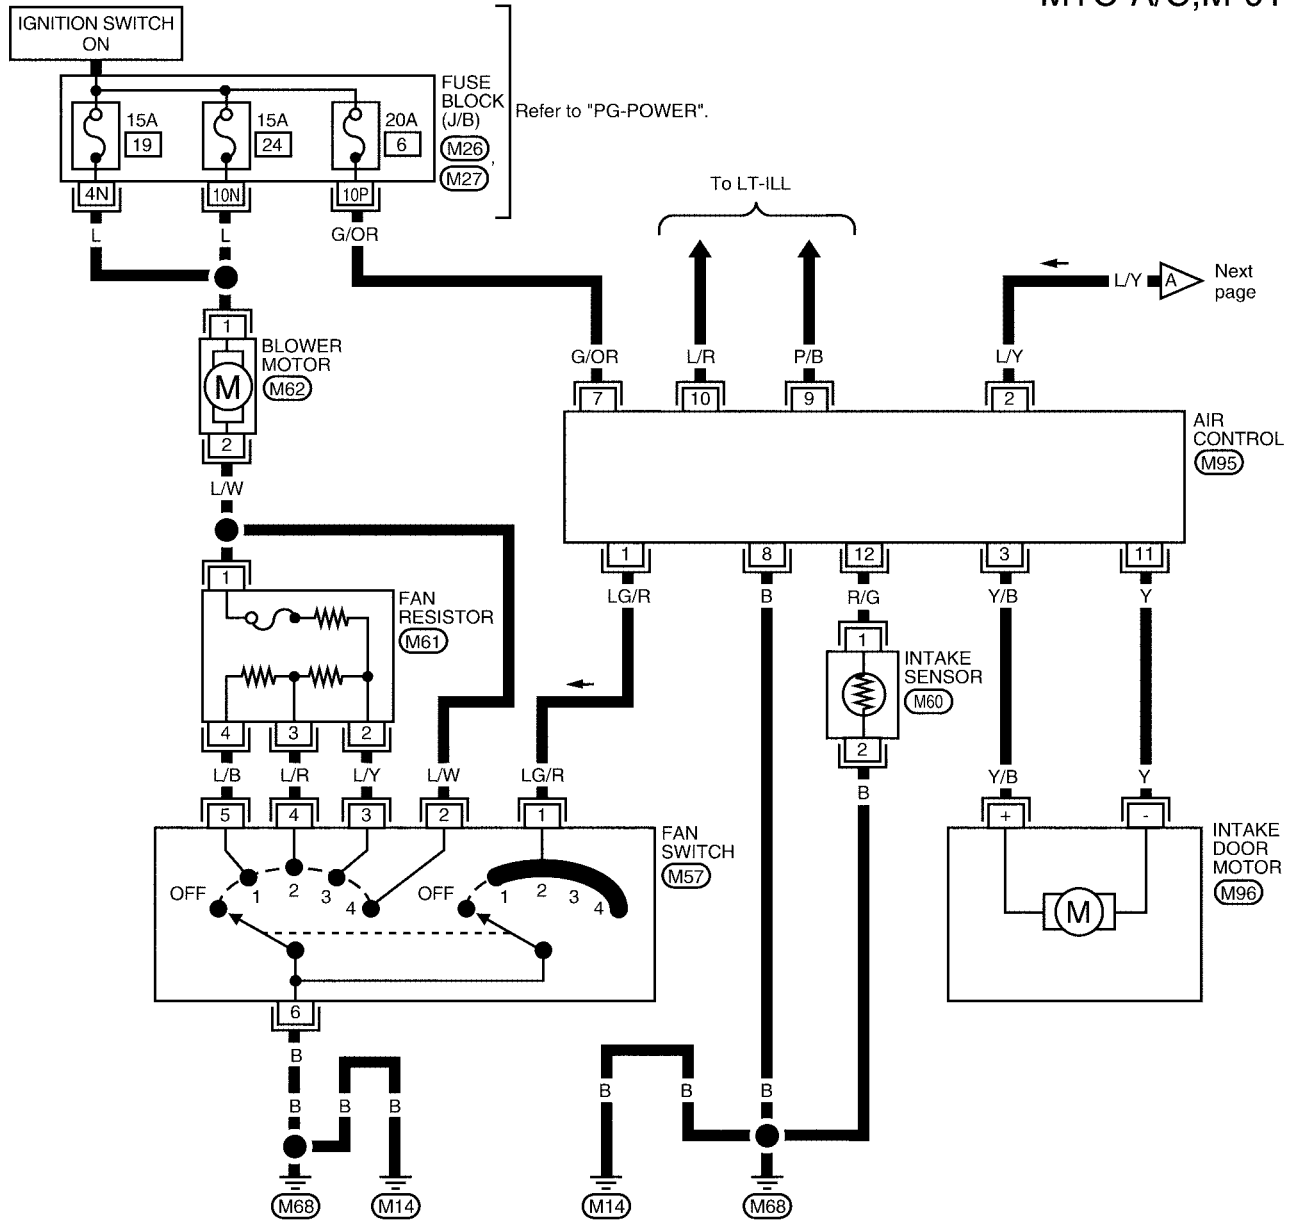 MTC-A/C,M-01
IGNITION SWITCH
ON
FUSE
BLOCK
(J/B)
M26 ,
M27
Refer to "PG-POWER".
15A
19
15A
24
20A
6
4N
10N
10P
L
L
G/OR
To LT-ILL
Next
page
L/Y
A
1
BLOWER
MOTOR
M62
M
2
L/W
G/OR
L/R
P/B
L/Y
7
10
9
2
AIR
CONTROL
M95
1
8
12
3
11
LG/R
B
R/G
Y/B
Y
1
FAN
RESISTOR
M61
1
INTAKE
SENSOR
M60
2
B
4
3
2
L/B
L/R
L/Y
L/W
LG/R
Y/B
Y
5
4
3
2
1
+
-
FAN
SWITCH
M57
OFF
1
2
3
4
OFF
1
2
3
4
INTAKE
DOOR
MOTOR
M96
M
6
B
B
B
B
B
B
B
M68
M14
M14
M68